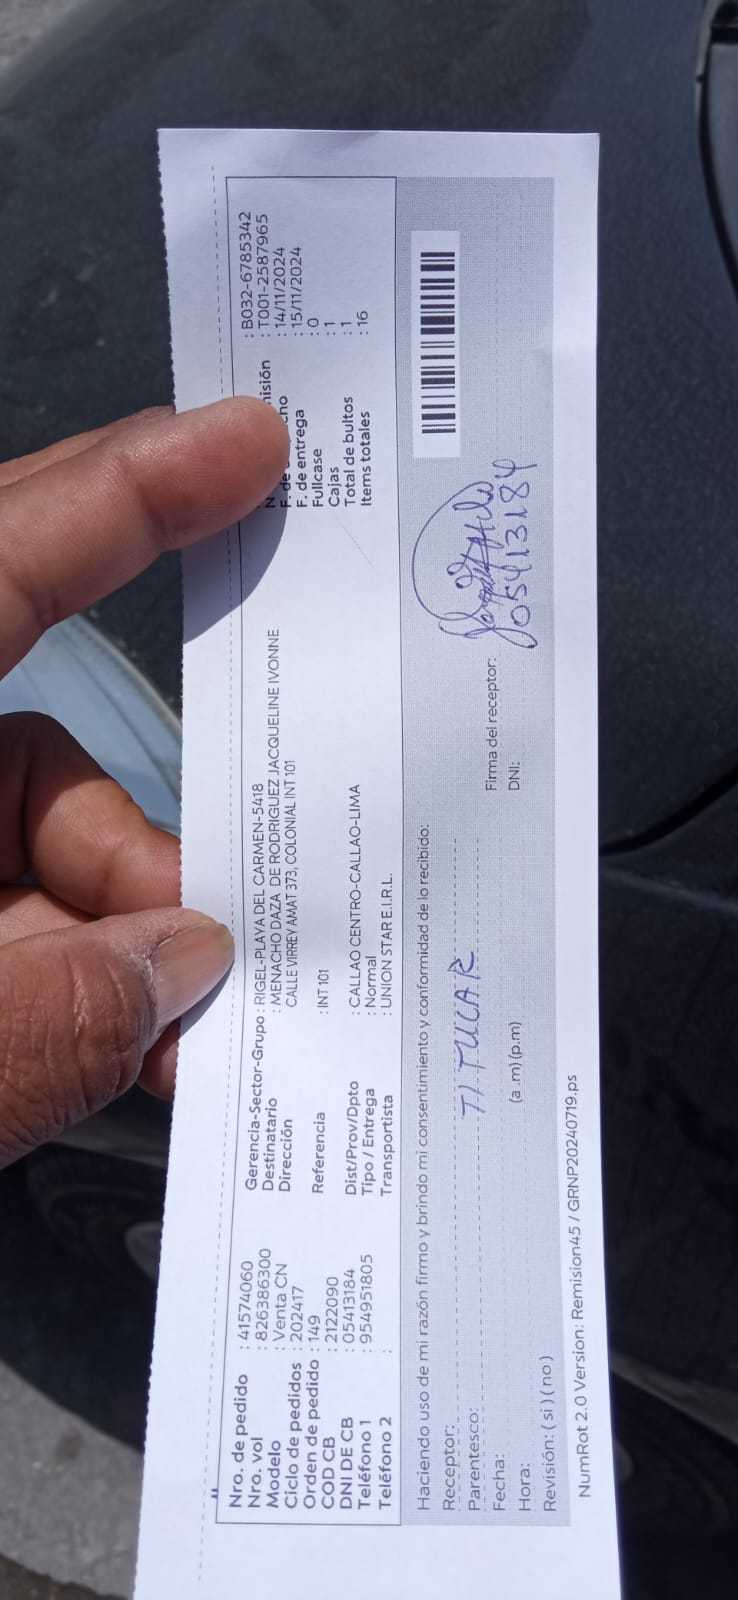 Nro. de pedido : 41574060
Nro. vol : 826386300
Modelo : Venta CN
Ciclo de pedidos : 202417
Orden de pedido : 149
COD CB : 2122090
DNI DE CB : 05413184
Teléfono 1 : 954951805
Teléfono 2 :
Gerencia-Sector-Grupo : RIGEL-PLAYA DEL CARMEN-5418
Destinatario : MENACHO DAZA DE RODRIGUEZ JACQUELINE IVONNE
Dirección CALLE VIRREY AMAT 373, COLONIAL INT 101
Referencia : INT101
Dist/Prov/Dpto : CALLAO CENTRO-CALLAO-LIMA
Tipo / Entrega : Normal
Transportista : UNION STAR E.I.R.L.
: B032-6785342
: T001-2587965
: 14/11/2024
F. de entrega : 15/11/2024
Fullcase : 0
Cajas : 1
Total de bultos : 1
Items totales : 16
Haciendo uso de mi razón firmo y brindo mi consentimiento y conformidad de lo recibido:
Receptor:
Parentesco: TITULAR
Fecha:
Hora: (a .m) (p.m)
Revisión: ( si ) ( no )
Firma del receptor:
DNI: 05413184
NumRot 2.0 Version: Remision45 / GRNP20240719.ps